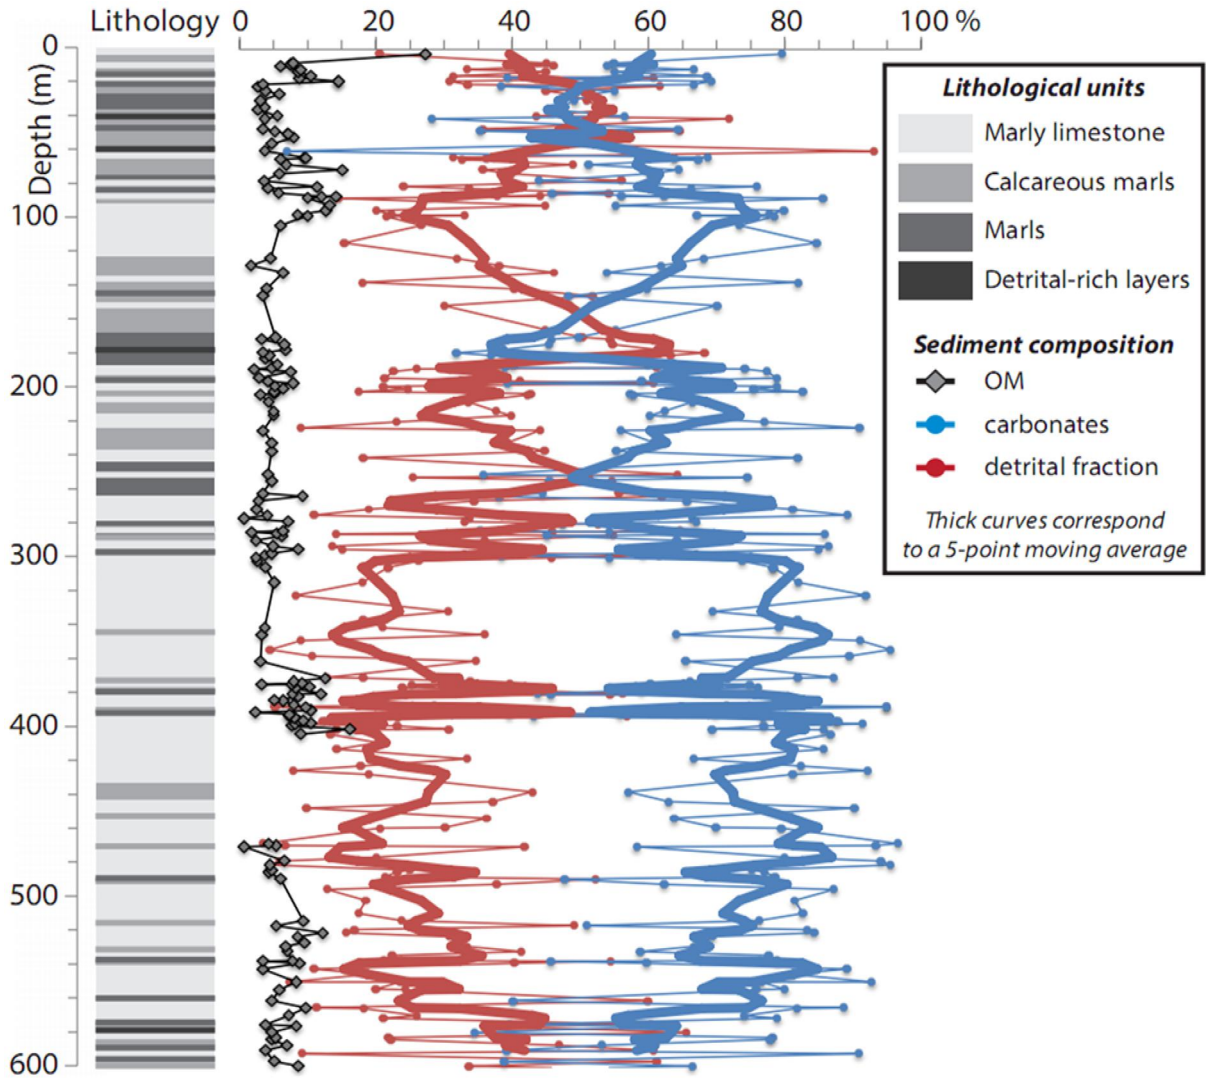 Lithology
0 20 40 60 80 100 %
Depth (m)
0
100
200
300
400
500
600
Lithological units
Marly limestone
Calcareous marls
Marls
Detrital-rich layers
Sediment composition
OM
carbonates
detrital fraction
Thick curves correspond
to a 5-point moving average